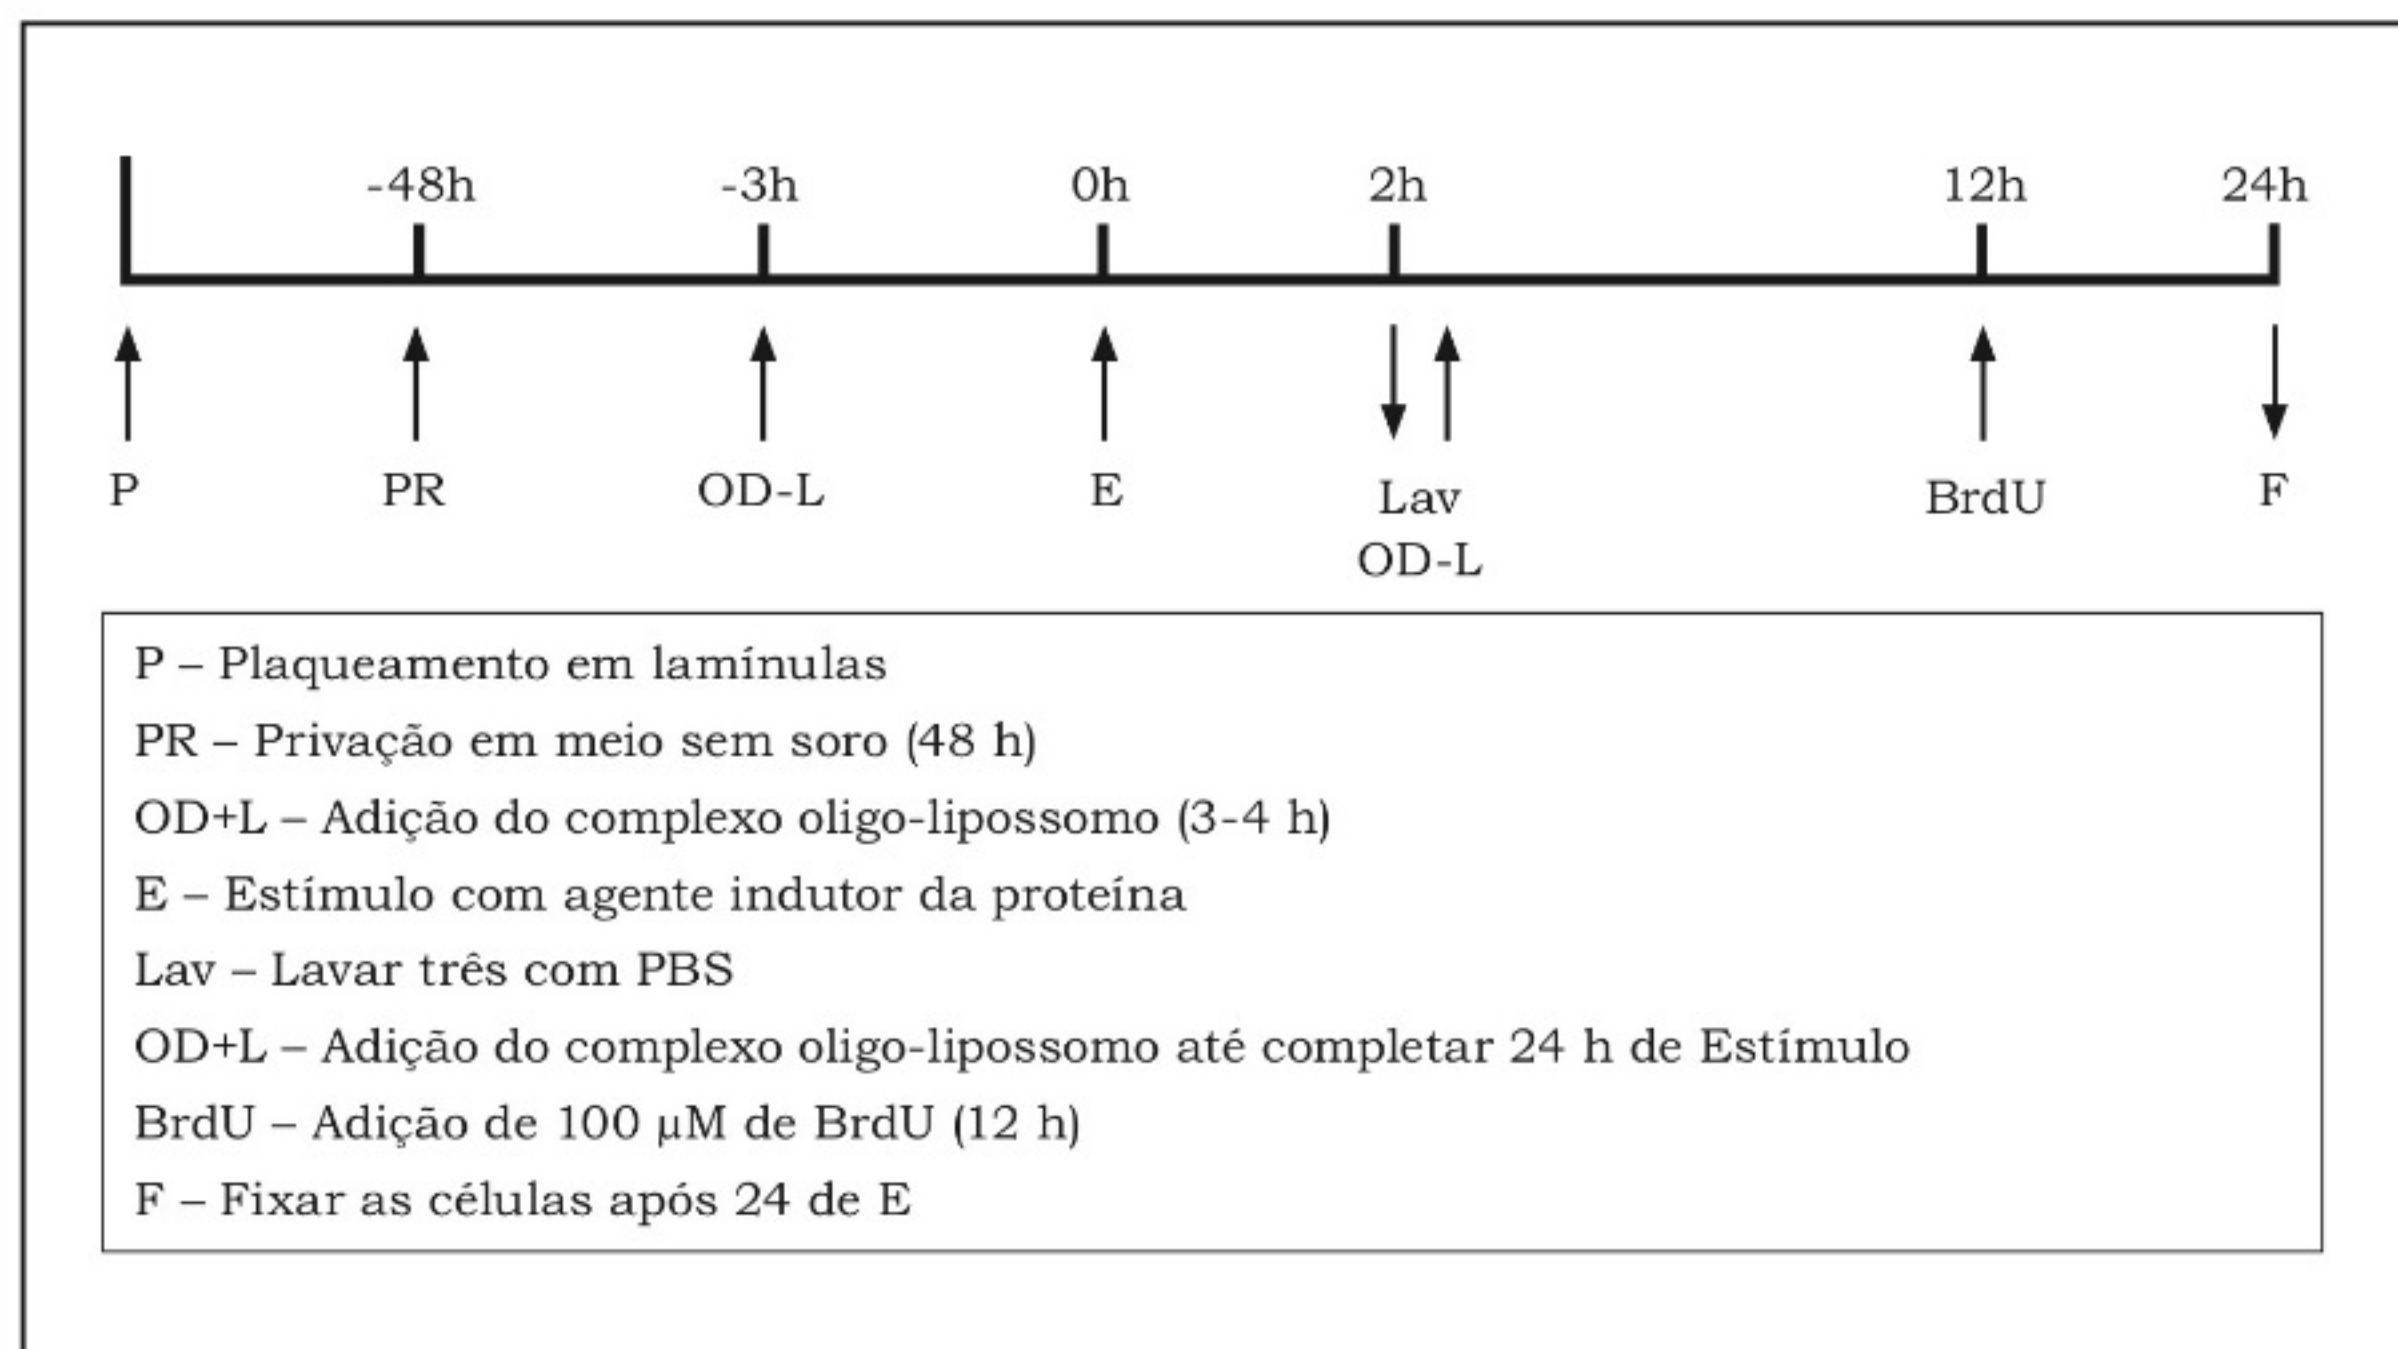 -48h -3h 0h 2h 12h 24h
P PR OD-L E Lav BrdU F
OD-L
P – Plaqueamento em lamínulas
PR – Privação em meio sem soro (48 h)
OD+L – Adição do complexo oligo-lipossomo (3-4 h)
E – Estímulo com agente indutor da proteína
Lav – Lavar três com PBS
OD+L – Adição do complexo oligo-lipossomo até completar 24 h de Estímulo
BrdU – Adição de 100 µM de BrdU (12 h)
F – Fixar as células após 24 de E